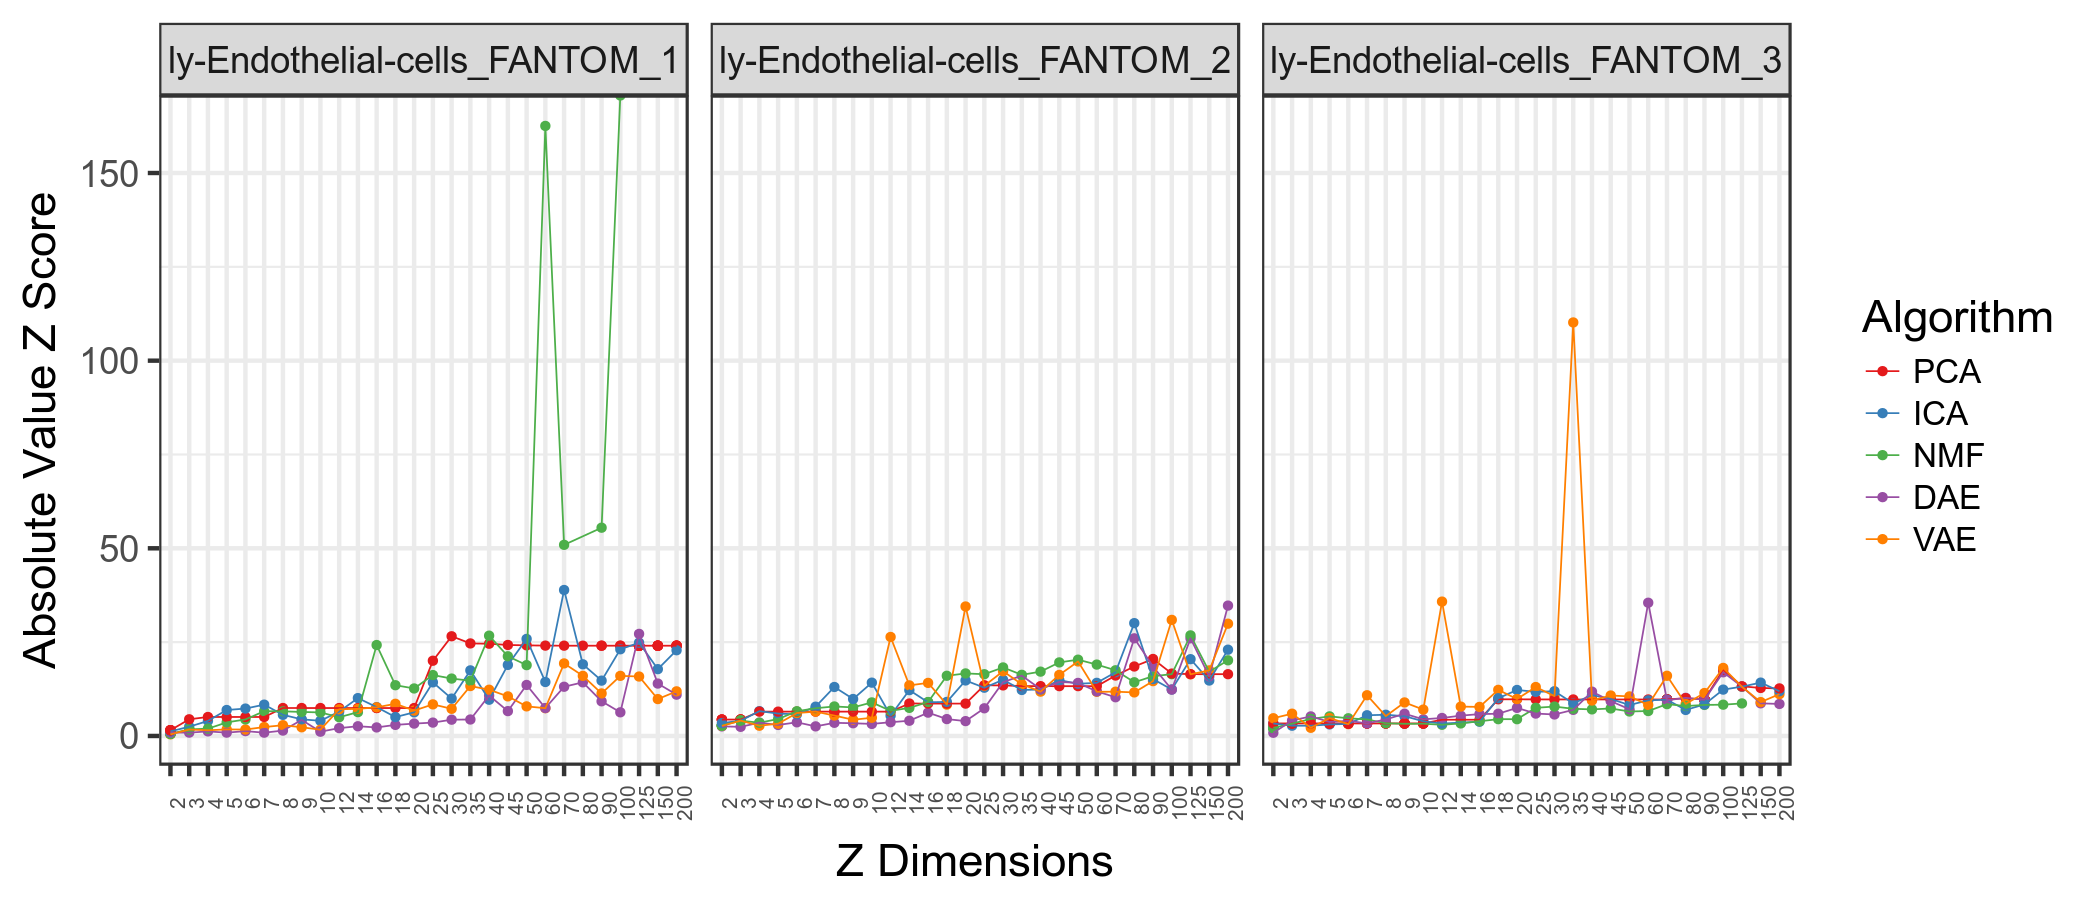 ly-Endothelial-cells_FANTOM_1
ly-Endothelial-cells_FANTOM_2
ly-Endothelial-cells_FANTOM_3
Absolute Value Z Score
150
100
50
0
2 3 4 5 6 7 8 9 10 12 14 16 18 20 25 30 35 40 45 50 60 70 80 90 100 125 150 200
2 3 4 5 6 7 8 9 10 12 14 16 18 20 25 30 35 40 45 50 60 70 80 90 100 125 150 200
2 3 4 5 6 7 8 9 10 12 14 16 18 20 25 30 35 40 45 50 60 70 80 90 100 125 150 200
Z Dimensions
Algorithm
PCA
ICA
NMF
DAE
VAE